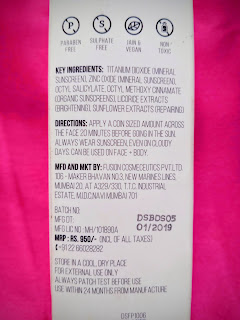 PARABEN
FREE
SULPHATE
FREE
JAIN &
VEGAN
NON
TOXIC
KEY INGREDIENTS: TITANIUM DIOXIDE (MINERAL
SUNSCREEN), ZINC OXIDE (MINERAL SUNSCREEN),
OCTYL SALICYLATE, OCTYL METHOXY CINNAMATE
(ORGANIC SUNSCREENS), LICORICE EXTRACTS
(BRIGHTENING), SUNFLOWER EXTRACTS (REPAIRING)
DIRECTIONS: APPLY A COIN SIZED AMOUNT ACROSS
THE FACE 20 MINUTES BEFORE GOING IN THE SUN.
ALWAYS WEAR SUNSCREEN, EVEN ON CLOUDY
DAYS. CAN BE USED ON FACE + BODY.
MFD AND MKT BY: FUSION COSMECEUTICS PVT.LTD.
106 - MAKER BHAVAN NO.3, NEW MARINE LINES,
MUMBAI 20, AT A329/330, T.T.C. INDUSTRIAL
ESTATE, M.I.D.C,NAVI MUMBAI 701
BATCH NO: DSBDS05
MFG DT: 01/2019
MFG LIC NO: MH/101890A
MRP : RS. 950/- (INCL OF ALL TAXES)
+9122 66028282
STORE IN A COOL, DRY PLACE
FOR EXTERNAL USE ONLY
ALWAYS PATCH TEST BEFORE USE
USE WITHIN 24 MONTHS FROM MANUFACTURE
DSFP1006